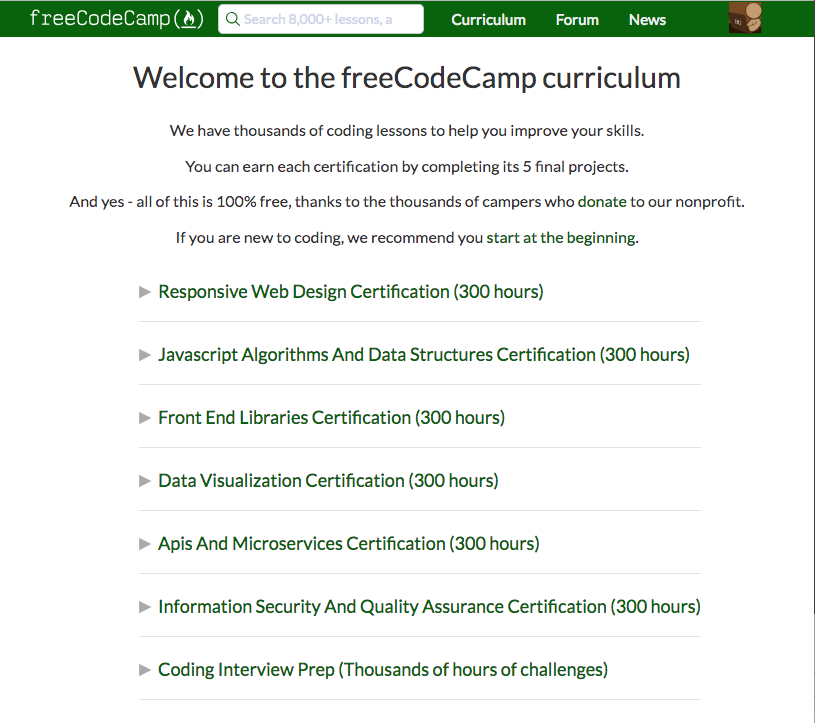 freeCodeCamp
Search 8,000+ lessons, a
Curriculum
Forum
News
Welcome to the freeCodeCamp curriculum
We have thousands of coding lessons to help you improve your skills.
You can earn each certification by completing its 5 final projects.
And yes - all of this is 100% free, thanks to the thousands of campers who donate to our nonprofit.
If you are new to coding, we recommend you start at the beginning.
Responsive Web Design Certification (300 hours)
Javascript Algorithms And Data Structures Certification (300 hours)
Front End Libraries Certification (300 hours)
Data Visualization Certification (300 hours)
Apis And Microservices Certification (300 hours)
Information Security And Quality Assurance Certification (300 hours)
Coding Interview Prep (Thousands of hours of challenges)